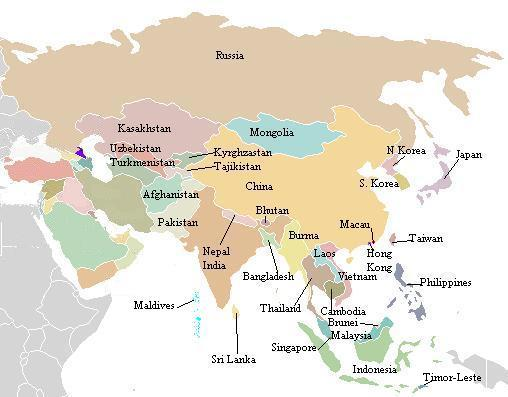 Russia
Kasakhstan
Mongolia
Uzbekistan
Turkmenistan
Kyrghzastan
Tajikistan
N Korea
Japan
S. Korea
China
Afghanistan
Pakistan
Bhutan
Macau
Taiwan
Burma
Nepal
India
Laos
Hong
Kong
Bangladesh
Vietnam
Philippines
Maldives
Thailand
Cambodia
Brunei
Malaysia
Singapore
Sri Lanka
Indonesia
Timor-Leste